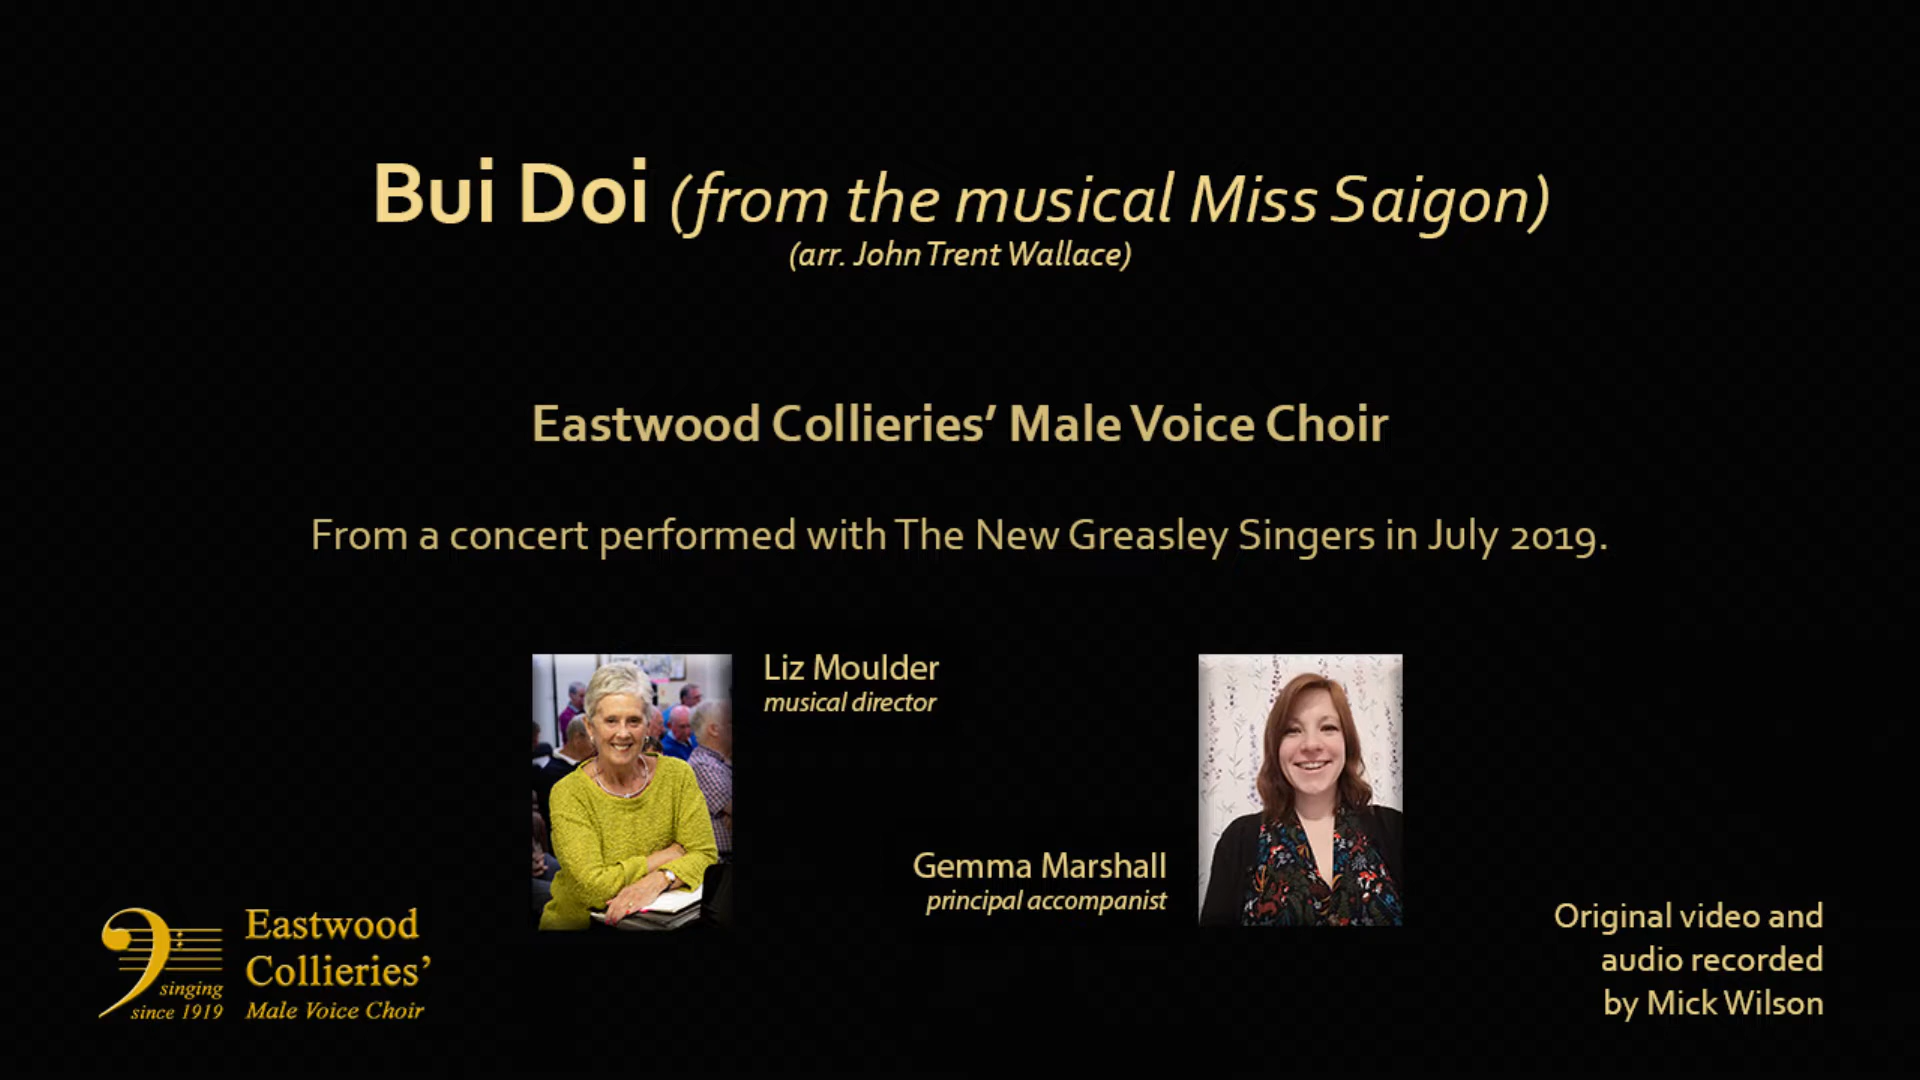 Bui Doi (from the musical Miss Saigon)
(arr. John Trent Wallace)
Eastwood Collieries’ Male Voice Choir
From a concert performed with The New Greasley Singers in July 2019.
Liz Moulder
musical director
Gemma Marshall
principal accompanist
singing
since 1919
Eastwood
Collieries’
Male Voice Choir
Original video and
audio recorded
by Mick Wilson